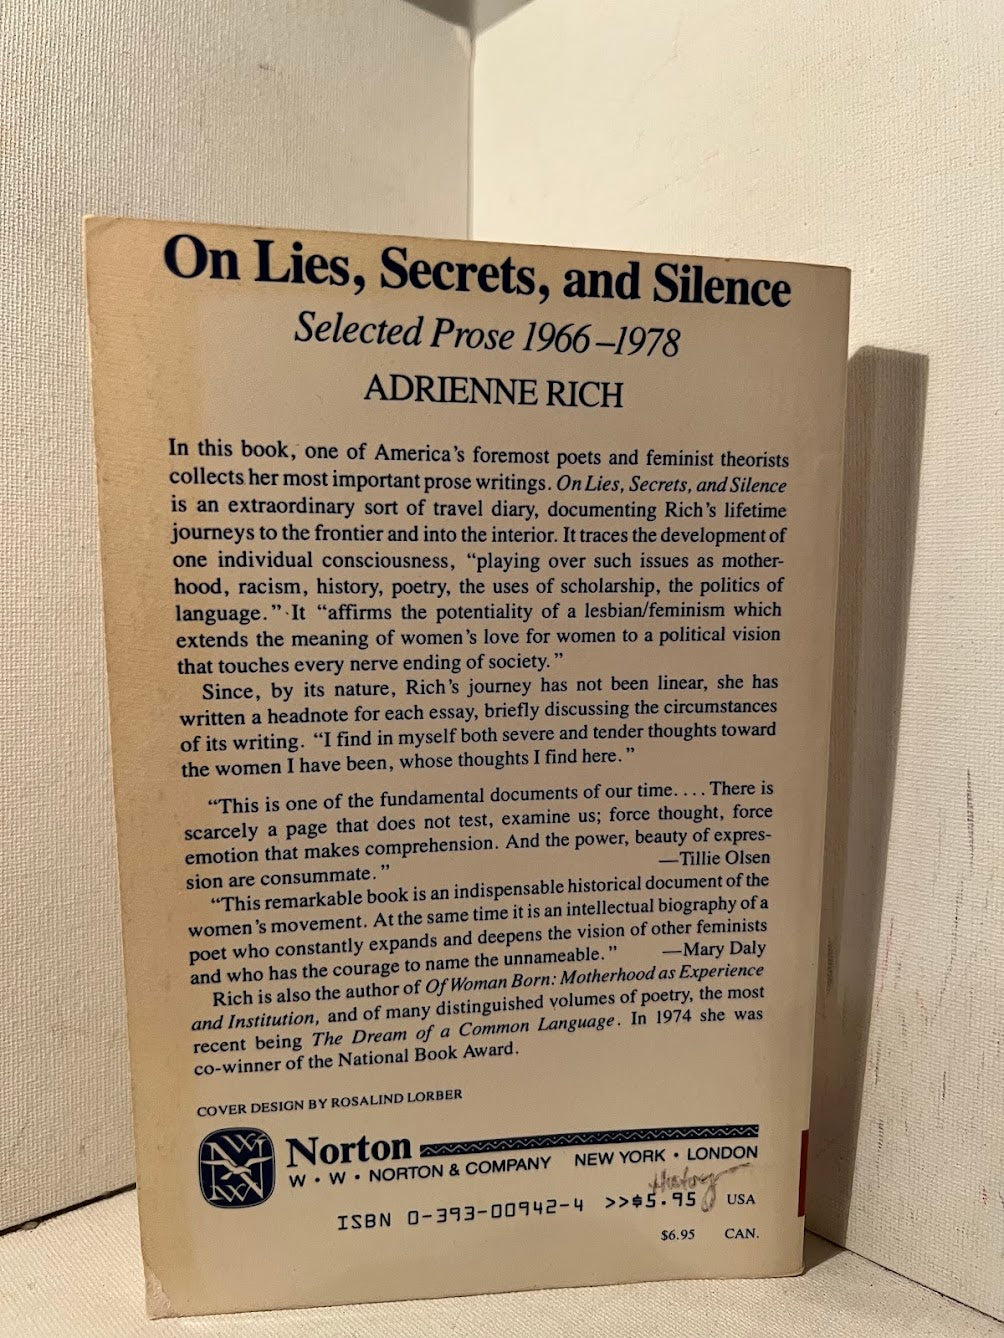 On Lies, Secrets, and Silence
Selected Prose 1966–1978
ADRIENNE RICH
In this book, one of America's foremost poets and feminist theorists
collects her most important prose writings. On Lies, Secrets, and Silence
is an extraordinary sort of travel diary, documenting Rich's lifetime
journeys to the frontier and into the interior. It traces the development of
one individual consciousness, “playing over such issues as mother-
hood, racism, history, poetry, the uses of scholarship, the politics of
language.” It “affirms the potentiality of a lesbian/feminism which
extends the meaning of women's love for women to a political vision
that touches every nerve ending of society.”
Since, by its nature, Rich's journey has not been linear, she has
written a headnote for each essay, briefly discussing the circumstances
of its writing. “I find in myself both severe and tender thoughts toward
the women I have been, whose thoughts I find here.”
“This is one of the fundamental documents of our time. . . . There is
scarcely a page that does not test, examine us; force thought, force
emotion that makes comprehension. And the power, beauty of expres-
sion are consummate.” —Tillie Olsen
“This remarkable book is an indispensable historical document of the
women's movement. At the same time it is an intellectual biography of a
poet who constantly expands and deepens the vision of other feminists
and who has the courage to name the unnameable.” —Mary Daly
Rich is also the author of Of Woman Born: Motherhood as Experience
and Institution, and of many distinguished volumes of poetry, the most
recent being The Dream of a Common Language. In 1974 she was
co-winner of the National Book Award.
COVER DESIGN BY ROSALIND LORBER
Norton
W • W • NORTON & COMPANY NEW YORK • LONDON
History
ISBN 0-393-00942-4 >>$5.95 USA
$6.95 CAN.